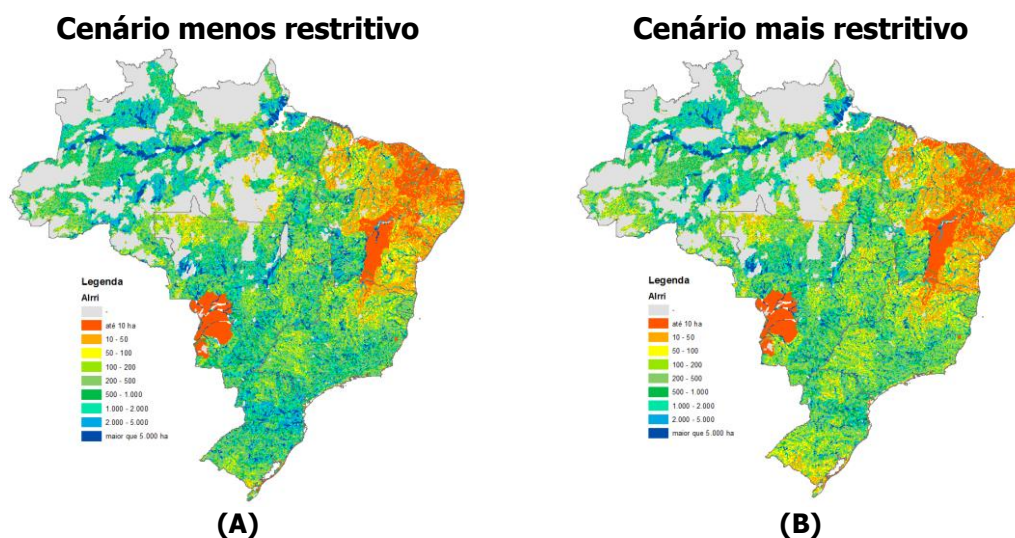 Cenário menos restritivo
Cenário mais restritivo
Legenda
AIrri
-
até 10 ha
10 - 50
50 - 100
100 - 200
200 - 500
500 - 1.000
1.000 - 2.000
2.000 - 5.000
maior que 5.000 ha
Legenda
AIrri
-
até 10 ha
10 - 50
50 - 100
100 - 200
200 - 500
500 - 1.000
1.000 - 2.000
2.000 - 5.000
maior que 5.000 ha
(A)
(B)